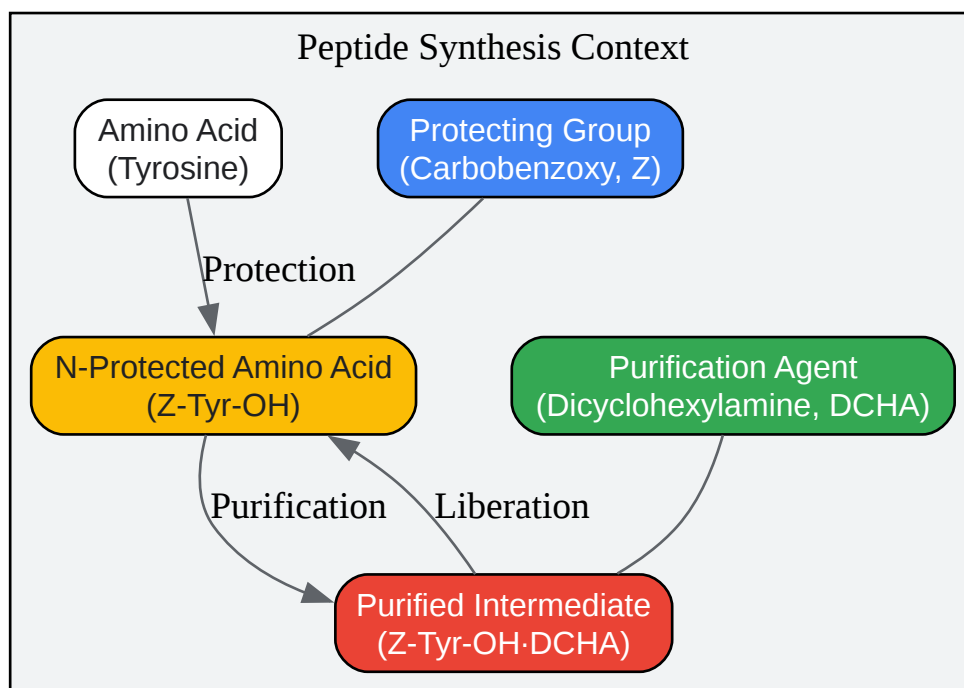 Peptide Synthesis Context
Amino Acid
(Tyrosine)
Protecting Group
(Carbobenzoxy, Z)
Protection
N-Protected Amino Acid
(Z-Tyr-OH)
Purification Agent
(Dicyclohexylamine, DCHA)
Purification
Liberation
Purified Intermediate
(Z-Tyr-OH·DCHA)